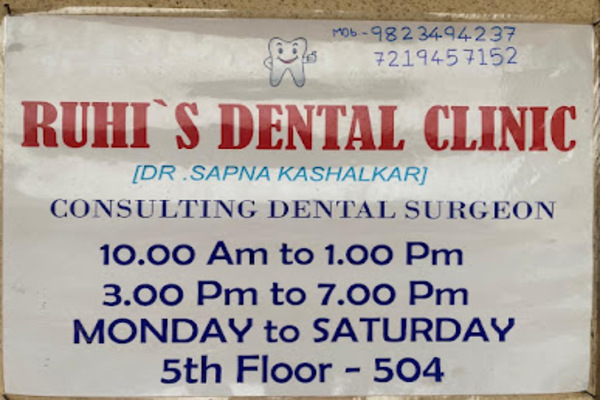 MOb - 9823494237
7219457152
RUHI`S DENTAL CLINIC
[DR .SAPNA KASHALKAR]
CONSULTING DENTAL SURGEON
10.00 Am to 1.00 Pm
3.00 Pm to 7.00 Pm
MONDAY to SATURDAY
5th Floor - 504